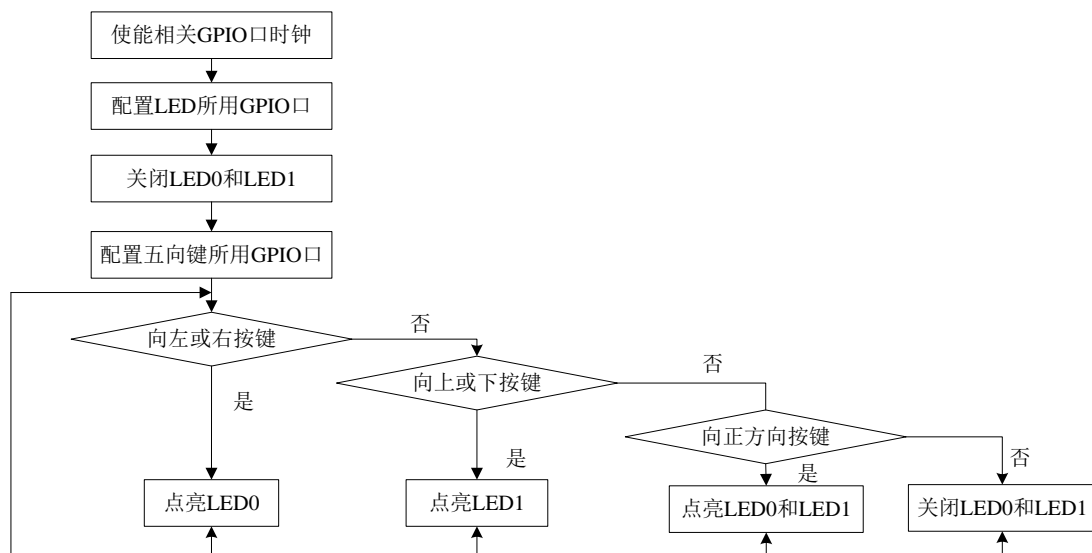 使能相关GPIO口时钟
配置LED所用GPIO口
关闭LED0和LED1
配置五向键所用GPIO口
向左或右按键
否
向上或下按键
否
是
向正方向按键
是
否
是
点亮LED0
点亮LED1
点亮LED0和LED1
关闭LED0和LED1